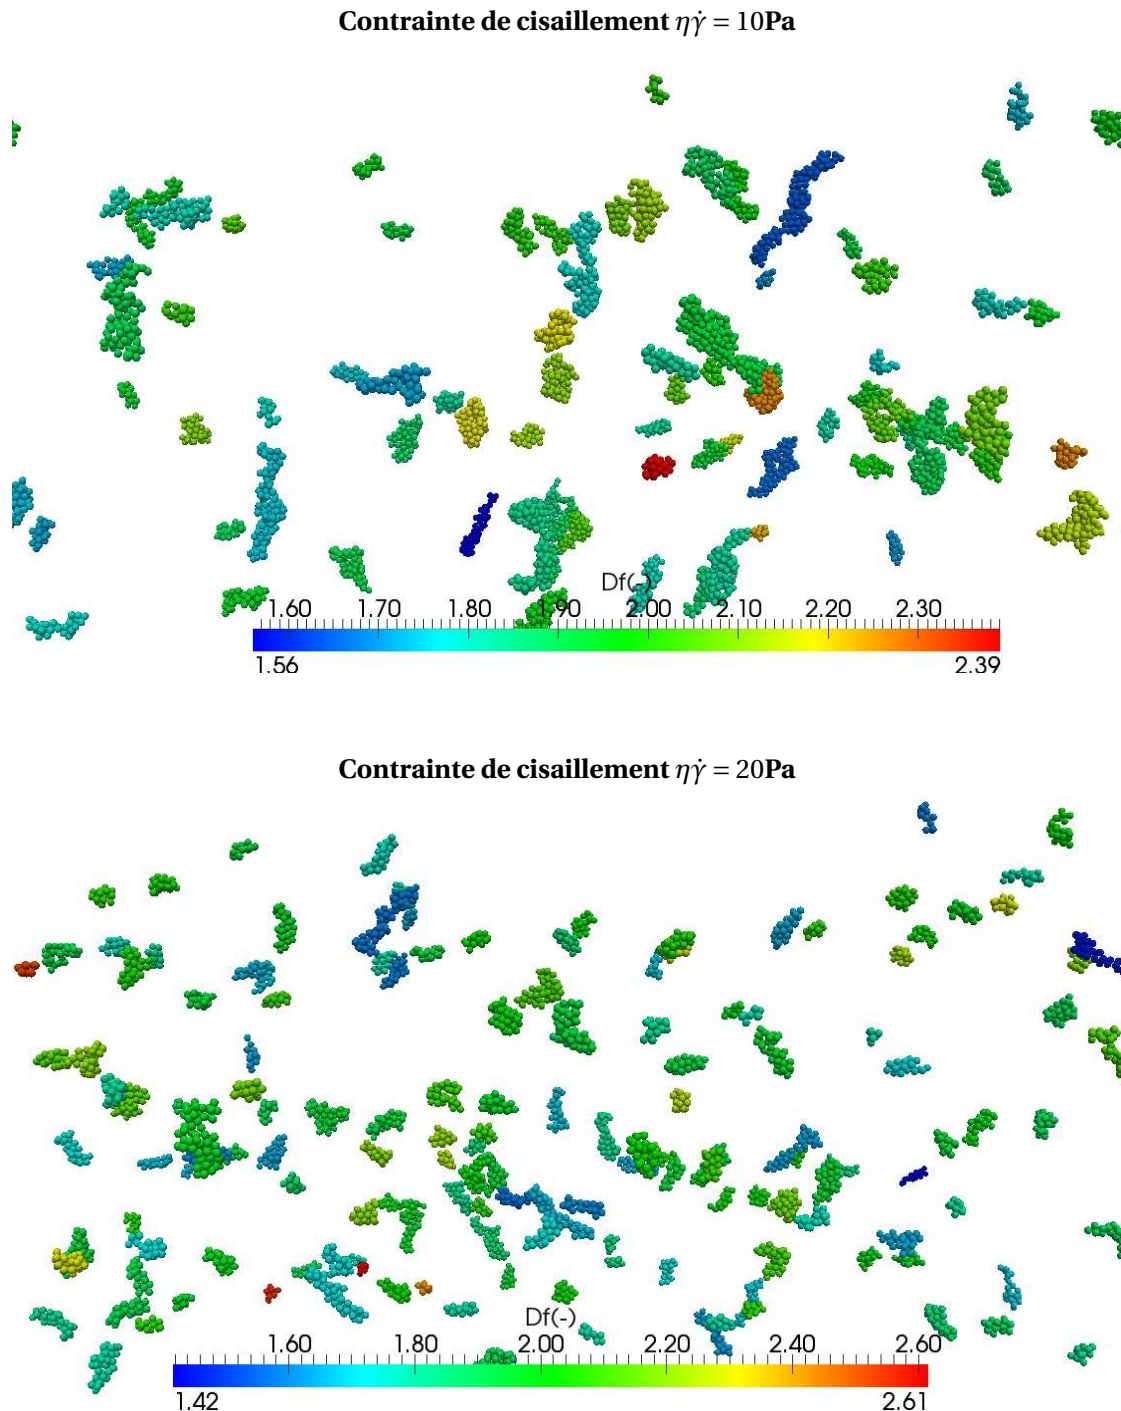 Contrainte de cisaillement ηγ̇ = 10Pa
Df(-)
1.60 1.70 1.80 1.90 2.00 2.10 2.20 2.30
1.56 2.39
Contrainte de cisaillement ηγ̇ = 20Pa
Df(-)
1.60 1.80 2.00 2.20 2.40 2.60
1.42 2.61